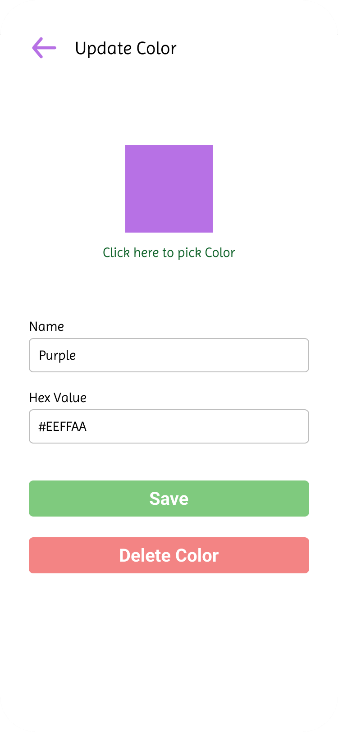 Update Color
Click here to pick Color
Name
Purple
Hex Value
#EEFFAA
Save
Delete Color